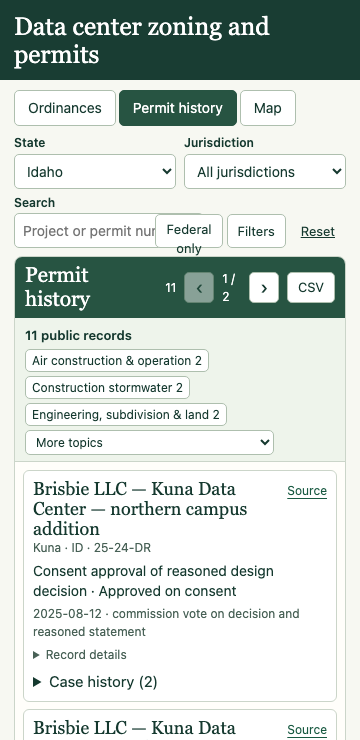 Data center zoning and
permits
Ordinances
Permit history
Map
State
Jurisdiction
Idaho
All jurisdictions
Search
Project or permit nu
Federal
only
Filters
Reset
Permit
history
11
‹
1 /
2
›
CSV
11 public records
Air construction & operation 2
Construction stormwater 2
Engineering, subdivision & land 2
More topics
Brisbie LLC — Kuna Data
Center — northern campus
addition
Source
Kuna · ID · 25-24-DR
Consent approval of reasoned design
decision · Approved on consent
2025-08-12 · commission vote on decision and
reasoned statement
▶ Record details
▶ Case history (2)
Brisbie LLC — Kuna Data
Source